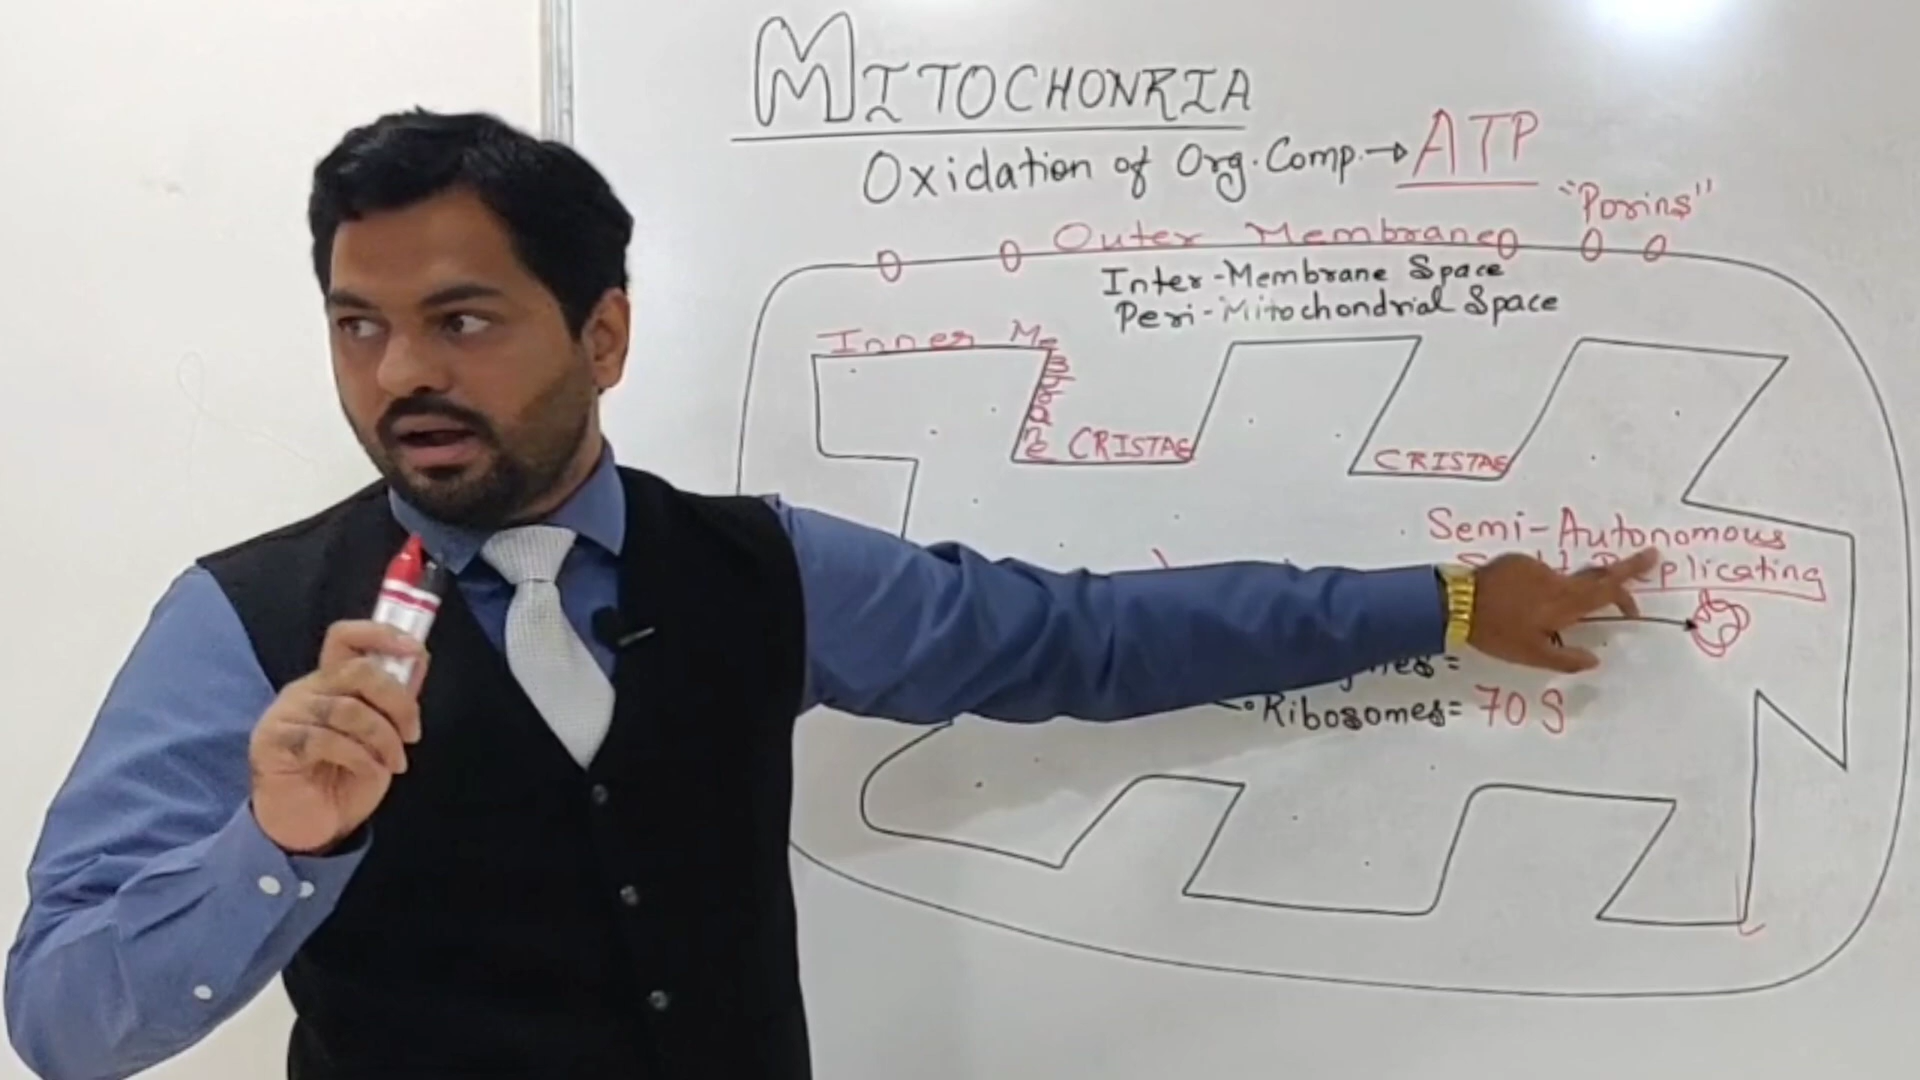 MITOCHONRIA
Oxidation of Org. Comp. → ATP
"Porins"
Outer Membrane
Inter-Membrane Space
Peri-Mitochondrial Space
Inner Membrane
CRISTAE
CRISTAE
Semi-Autonomous
Replicating
Ribosomes = 70 S